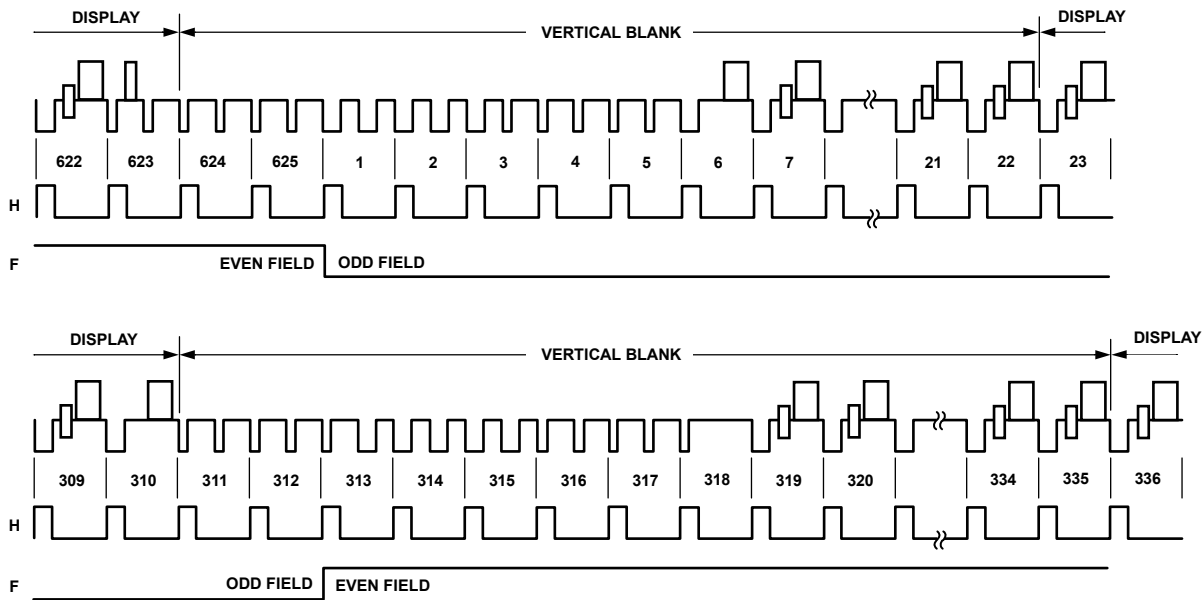 DISPLAY VERTICAL BLANK DISPLAY
622 623 624 625 1 2 3 4 5 6 7 21 22 23
H
F EVEN FIELD ODD FIELD
DISPLAY VERTICAL BLANK DISPLAY
309 310 311 312 313 314 315 316 317 318 319 320 334 335 336
H
F ODD FIELD EVEN FIELD